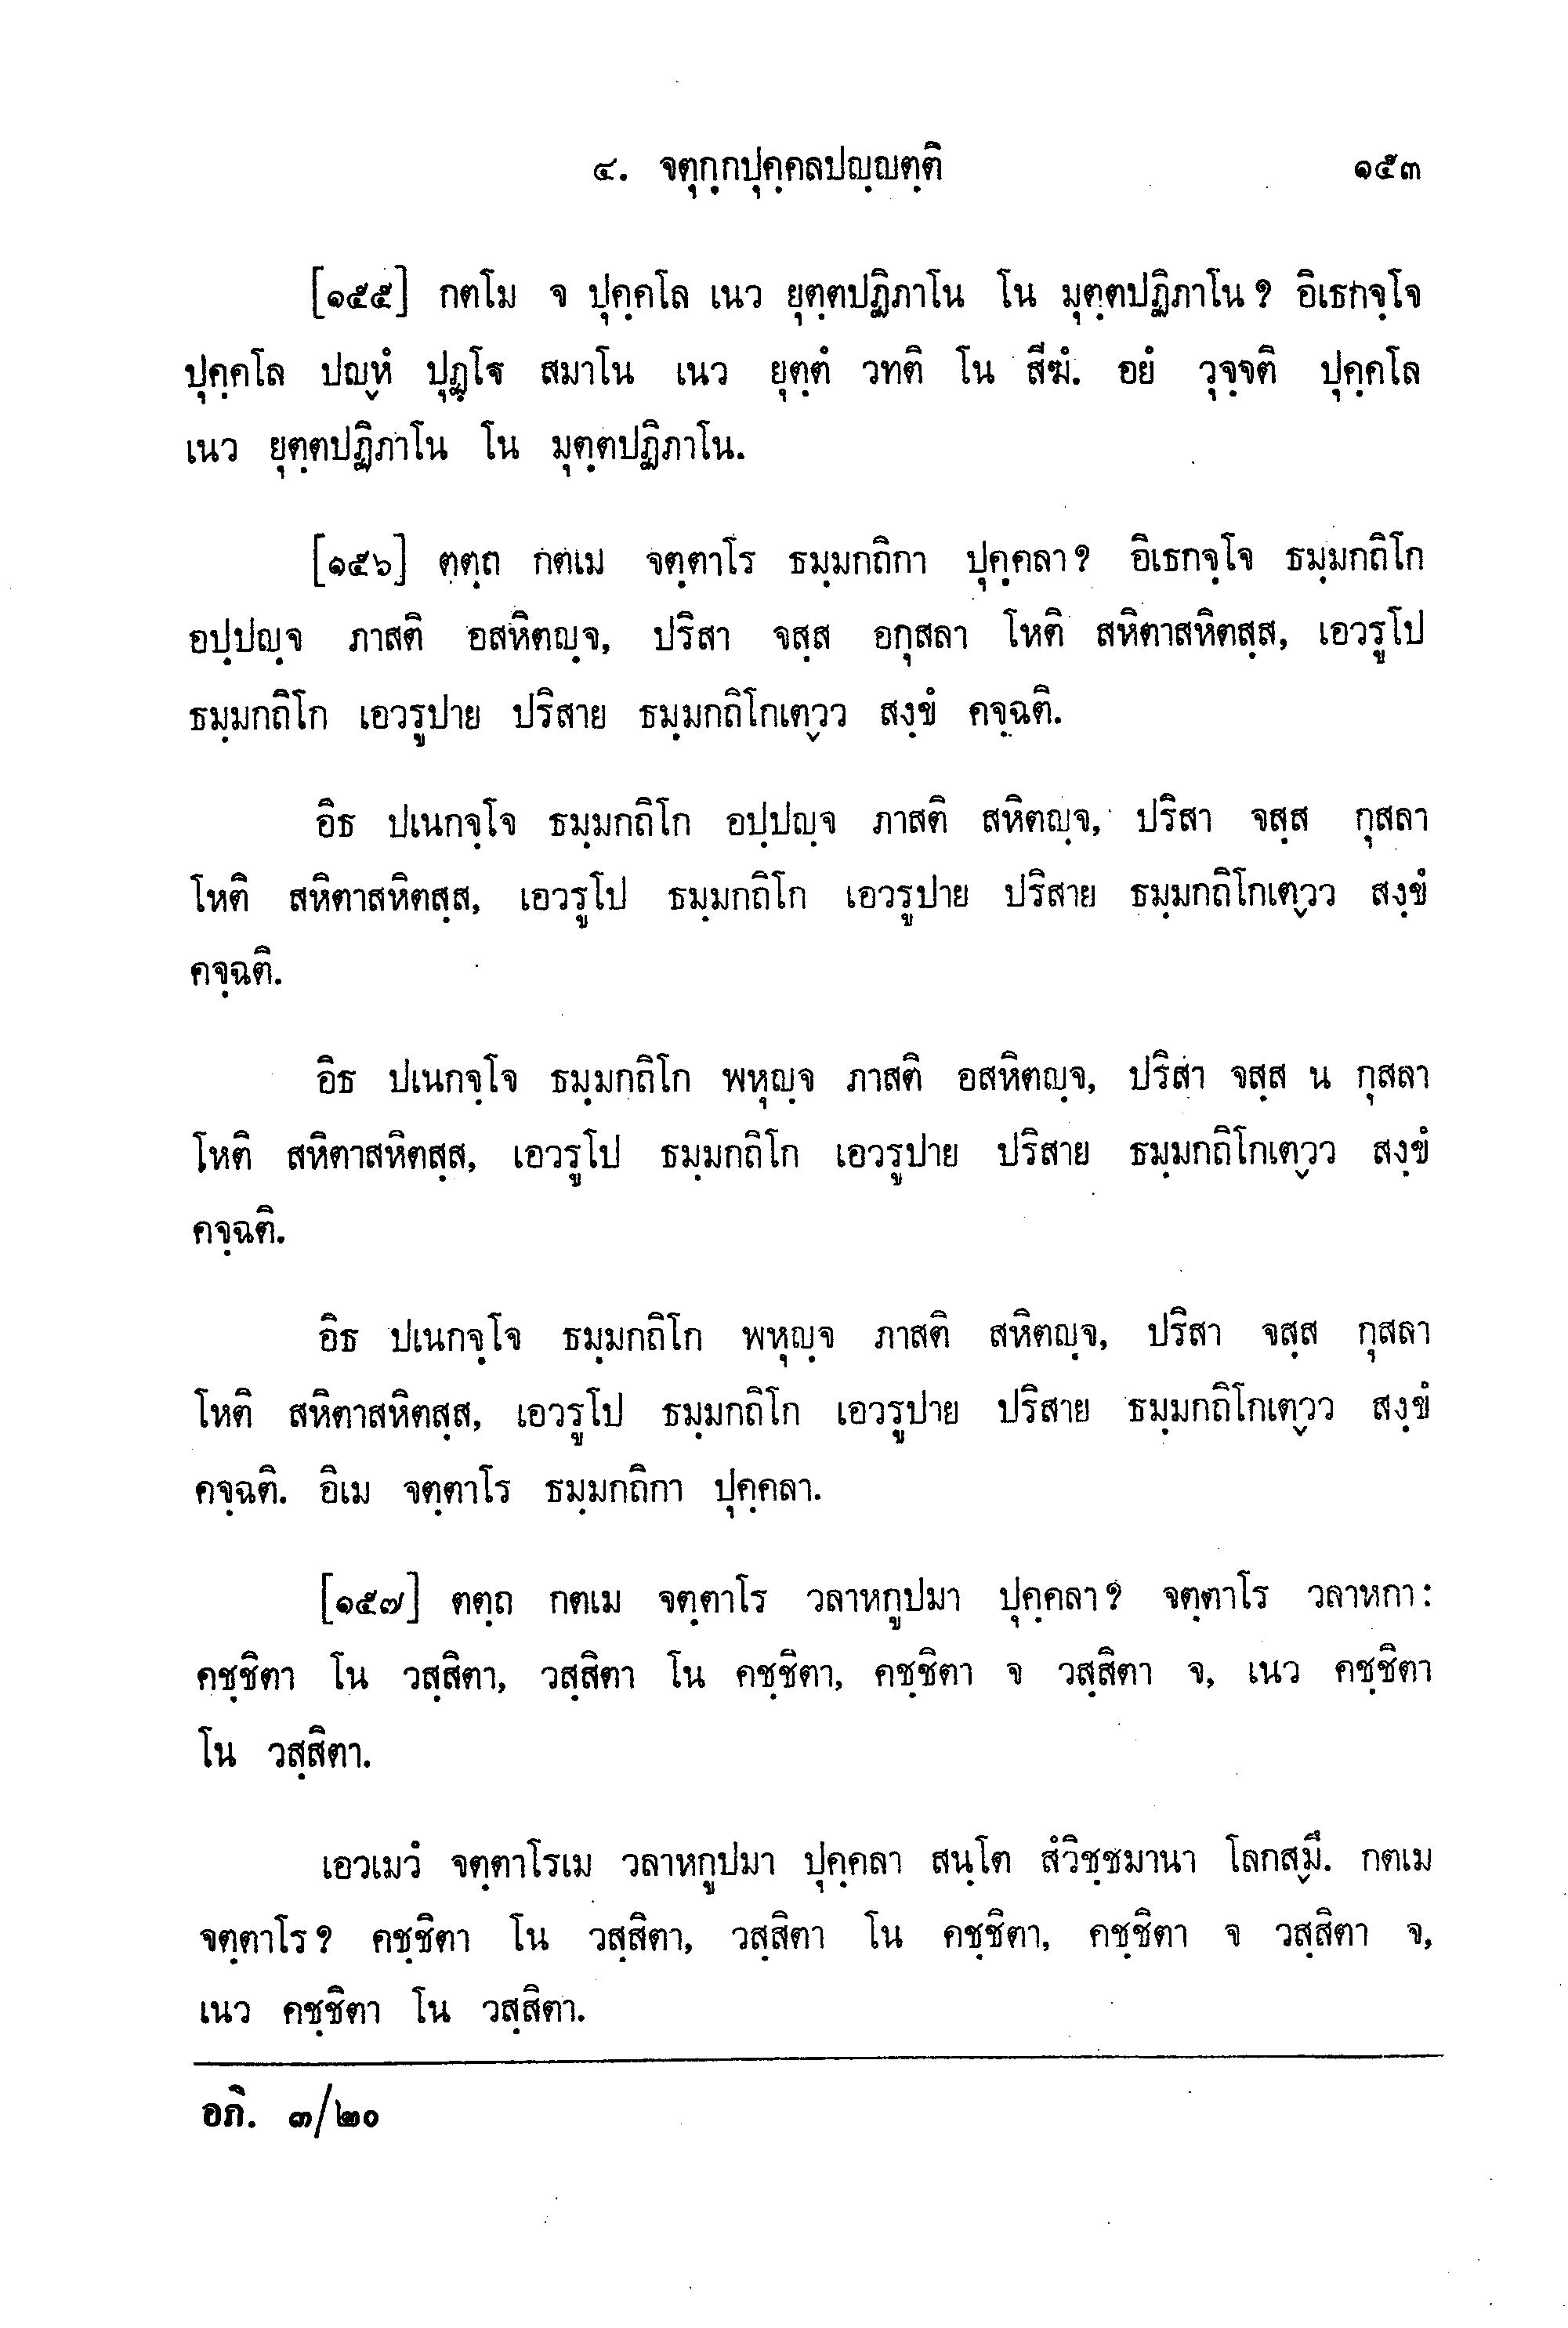 ๔. จตุกฺกปุคฺคลปญฺญตฺติ ๑๕๓
[๑๕๕] กตโม จ ปุคฺคโล เนว ยุตฺตปฏิภาโน โน มุตฺตปฏิภาโน? อิเธกจฺโจ
ปุคฺคโล ปญฺหํ ปุฏฺโฐ สมาโน เนว ยุตฺตํ วทติ โน สีฆํ. อยํ วุจฺจติ ปุคฺคโล
เนว ยุตฺตปฏิภาโน โน มุตฺตปฏิภาโน.
[๑๕๖] ตตฺถ กตเม จตฺตาโร ธมฺมกถิกา ปุคฺคลา? อิเธกจฺโจ ธมฺมกถิโก
อปฺปญฺจ ภาสติ อสหิตญฺจ, ปริสา จสฺส อกุสลา โหติ สหิตาสหิตสฺส, เอวรูโป
ธมฺมกถิโก เอวรูปาย ปริสาย ธมฺมกถิโกเตฺวว สงฺขํ คจฺฉติ.
อิธ ปเนกจฺโจ ธมฺมกถิโก อปฺปญฺจ ภาสติ สหิตญฺจ, ปริสา จสฺส กุสลา
โหติ สหิตาสหิตสฺส, เอวรูโป ธมฺมกถิโก เอวรูปาย ปริสาย ธมฺมกถิโกเตฺวว สงฺขํ
คจฺฉติ.
อิธ ปเนกจฺโจ ธมฺมกถิโก พหุญฺจ ภาสติ อสหิตญฺจ, ปริสา จสฺส น กุสลา
โหติ สหิตาสหิตสฺส, เอวรูโป ธมฺมกถิโก เอวรูปาย ปริสาย ธมฺมกถิโกเตฺวว สงฺขํ
คจฺฉติ.
อิธ ปเนกจฺโจ ธมฺมกถิโก พหุญฺจ ภาสติ สหิตญฺจ, ปริสา จสฺส กุสลา
โหติ สหิตาสหิตสฺส, เอวรูโป ธมฺมกถิโก เอวรูปาย ปริสาย ธมฺมกถิโกเตฺวว สงฺขํ
คจฺฉติ. อิเม จตฺตาโร ธมฺมกถิกา ปุคฺคลา.
[๑๕๗] ตตฺถ กตเม จตฺตาโร วลาหกูปมา ปุคฺคลา? จตฺตาโร วลาหกา:
คชฺชิตา โน วสฺสิตา, วสฺสิตา โน คชฺชิตา, คชฺชิตา จ วสฺสิตา จ, เนว คชฺชิตา
โน วสฺสิตา.
เอวเมวํ จตฺตาโรเม วลาหกูปมา ปุคฺคลา สนฺโต สํวิชฺชมานา โลกสฺมึ. กตเม
จตฺตาโร? คชฺชิตา โน วสฺสิตา, วสฺสิตา โน คชฺชิตา, คชฺชิตา จ วสฺสิตา จ,
เนว คชฺชิตา โน วสฺสิตา.
อภิ. ๓/๒๐